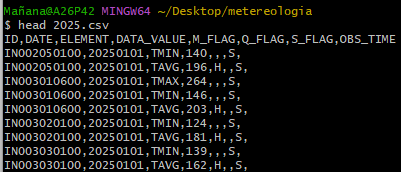 Mañana@A26P42 MINGW64 ~/Desktop/metereologia
$ head 2025.csv
ID,DATE,ELEMENT,DATA_VALUE,M_FLAG,Q_FLAG,S_FLAG,OBS_TIME
IN002050100,20250101,TMIN,140,,,S,
IN002050100,20250101,TAVG,196,H,,S,
IN003010600,20250101,TMAX,264,,,S,
IN003010600,20250101,TMIN,146,,,S,
IN003010600,20250101,TAVG,203,H,,S,
IN003020100,20250101,TMIN,124,,,S,
IN003020100,20250101,TAVG,181,H,,S,
IN003030100,20250101,TMIN,139,,,S,
IN003030100,20250101,TAVG,162,H,,S,